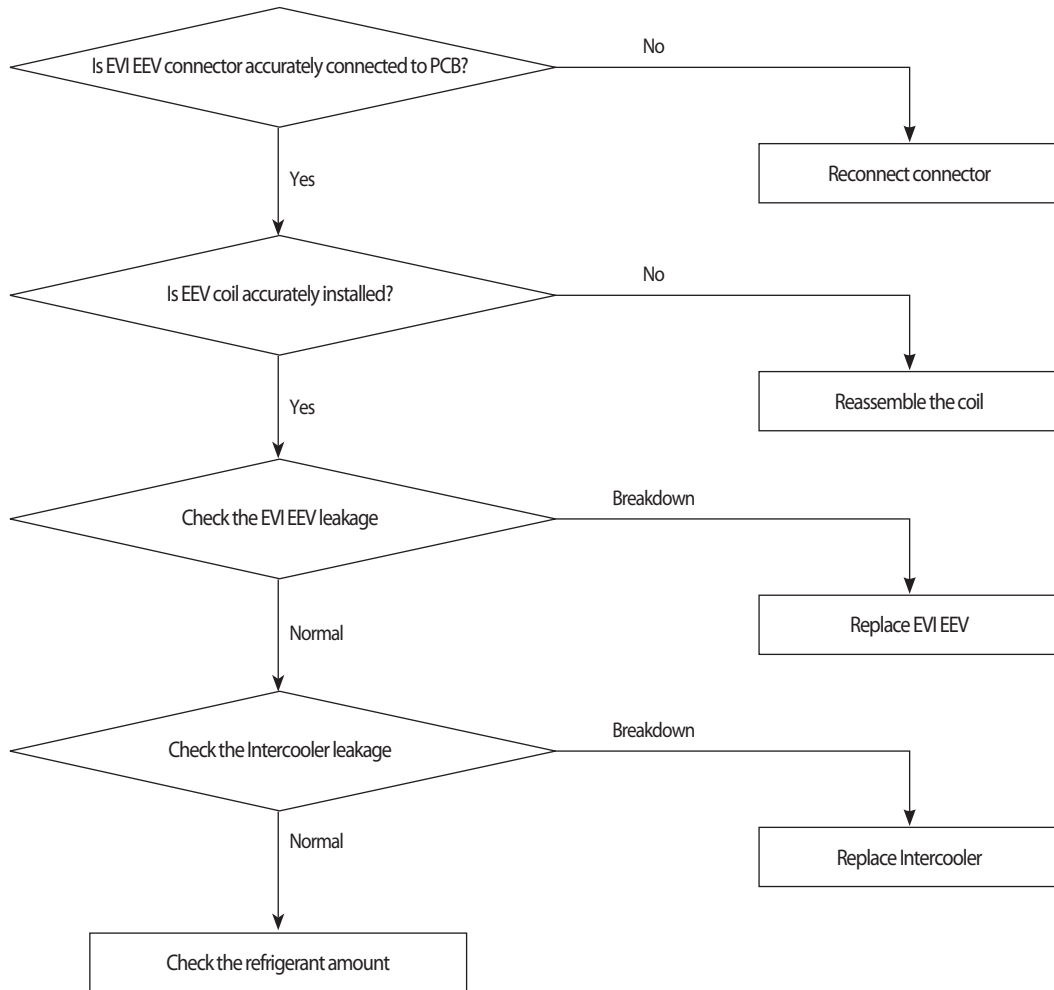 Is EVI EEV connector accurately connected to PCB?
No
Reconnect connector
Yes
Is EEV coil accurately installed?
No
Reassemble the coil
Yes
Check the EVI EEV leakage
Breakdown
Replace EVI EEV
Normal
Check the Intercooler leakage
Breakdown
Replace Intercooler
Normal
Check the refrigerant amount